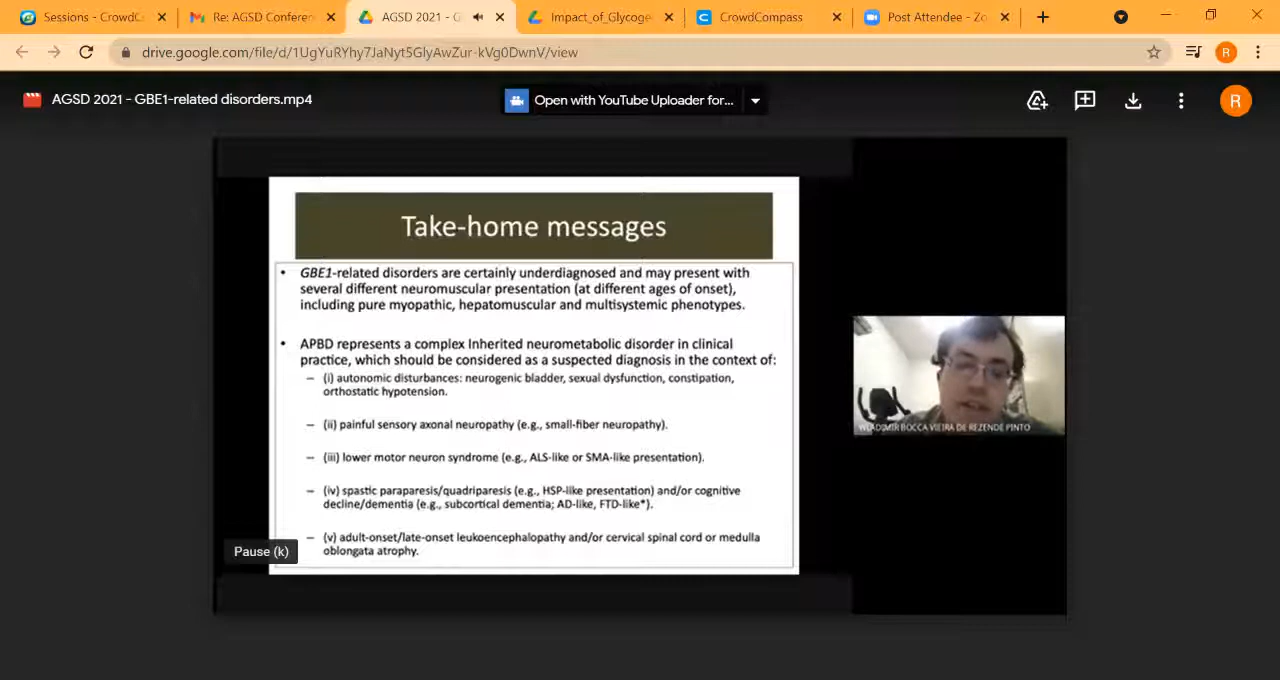 Sessions - CrowdC
Re: AGSD Conferen
AGSD 2021 - G
Impact_of_Glycoge
CrowdCompass
Post Attendee - Zo
drive.google.com/file/d/1UgYuRYhy7JaNyt5GlyAwZur-kVg0DwnV/view
R
AGSD 2021 - GBE1-related disorders.mp4
Open with YouTube Uploader for...
R
Take-home messages
• GBE1-related disorders are certainly underdiagnosed and may present with
several different neuromuscular presentation (at different ages of onset),
including pure myopathic, hepatomuscular and multisystemic phenotypes.
• APBD represents a complex Inherited neurometabolic disorder in clinical
practice, which should be considered as a suspected diagnosis in the context of:
– (i) autonomic disturbances: neurogenic bladder, sexual dysfunction, constipation,
orthostatic hypotension.
– (ii) painful sensory axonal neuropathy (e.g., small-fiber neuropathy).
– (iii) lower motor neuron syndrome (e.g., ALS-like or SMA-like presentation).
– (iv) spastic paraparesis/quadriparesis (e.g., HSP-like presentation) and/or cognitive
decline/dementia (e.g., subcortical dementia; AD-like, FTD-like*).
– (v) adult-onset/late-onset leukoencephalopathy and/or cervical spinal cord or medulla
oblongata atrophy.
Pause (k)
WLADIMIR BOCCA VIEIRA DE REZENDE PINTO